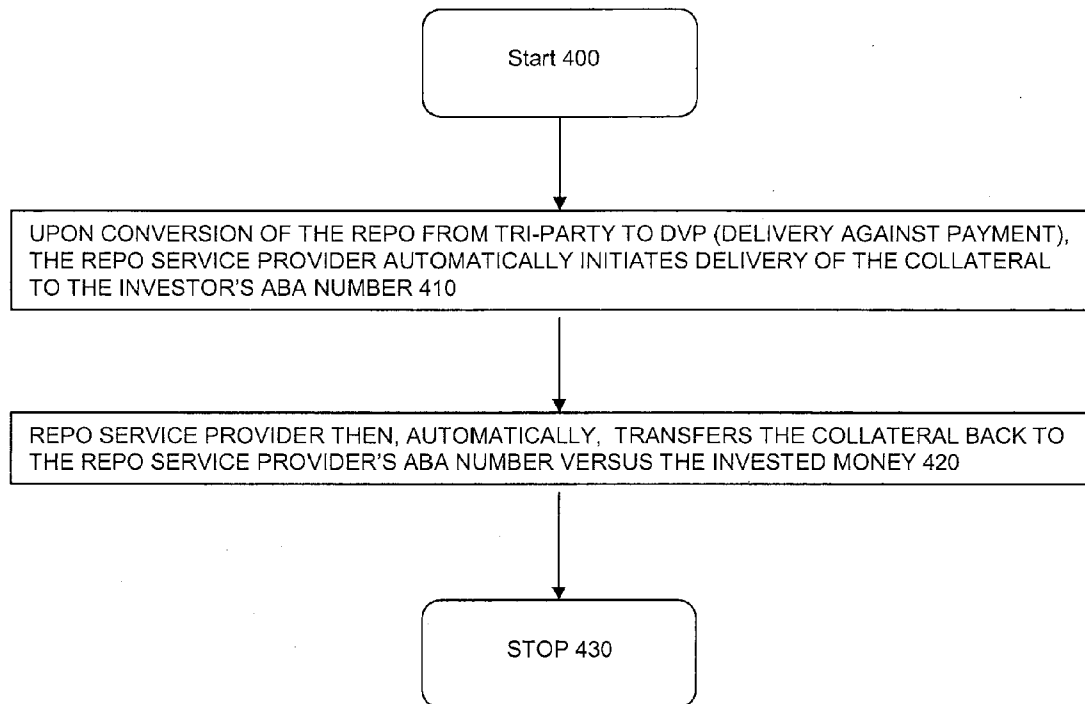 Start 400
UPON CONVERSION OF THE REPO FROM TRI-PARTY TO DVP (DELIVERY AGAINST PAYMENT),
THE REPO SERVICE PROVIDER AUTOMATICALLY INITIATES DELIVERY OF THE COLLATERAL
TO THE INVESTOR'S ABA NUMBER 410
REPO SERVICE PROVIDER THEN, AUTOMATICALLY, TRANSFERS THE COLLATERAL BACK TO
THE REPO SERVICE PROVIDER'S ABA NUMBER VERSUS THE INVESTED MONEY 420
STOP 430